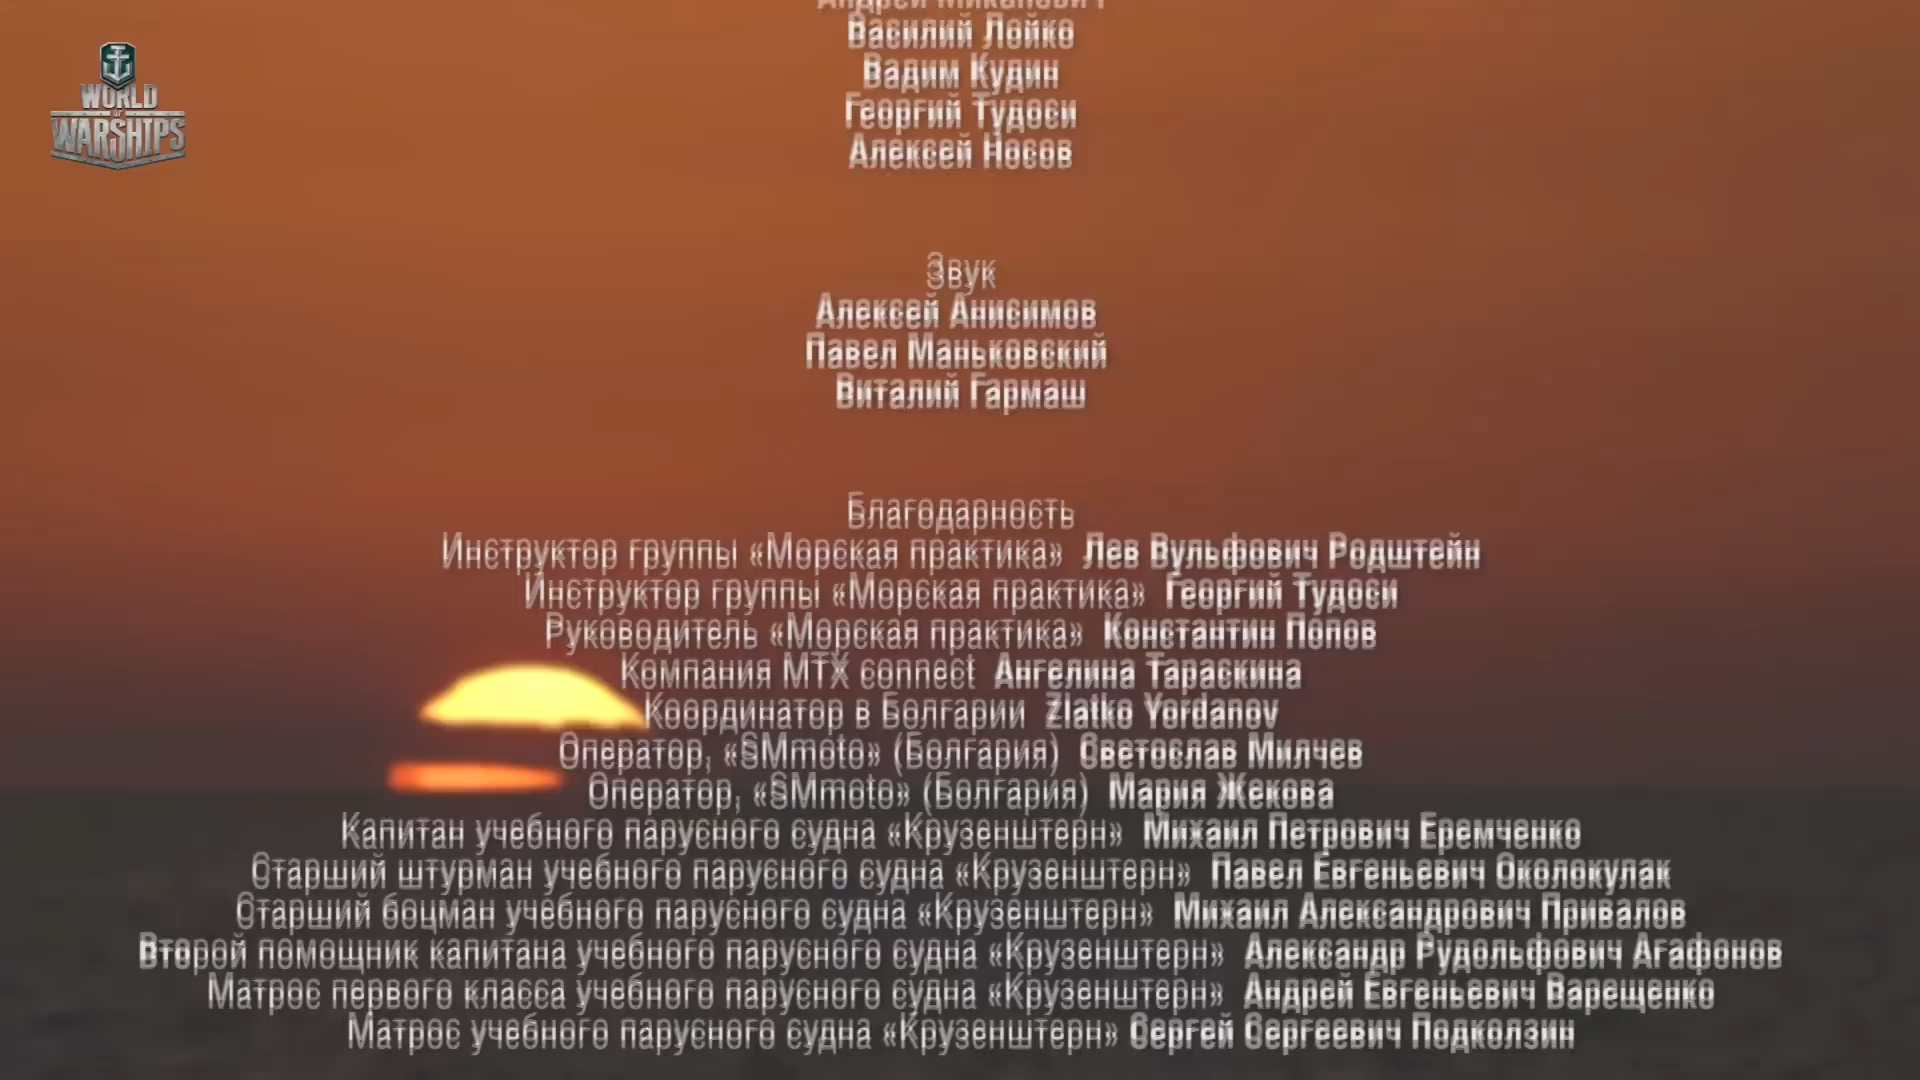 WORLD
of
WARSHIPS
Андрей Миканович
Василий Лойко
Вадим Кудин
Георгий Тудоси
Алексей Носов
Звук
Алексей Анисимов
Павел Маньковский
Виталий Гармаш
Благодарность
Инструктор группы «Морская практика» Лев Вульфович Родштейн
Инструктор группы «Морская практика» Георгий Тудоси
Руководитель «Морская практика» Константин Попов
Компания MTX connect Ангелина Тараскина
Координатор в Болгарии Zlatko Yordanov
Оператор, «SMmoto» (Болгария) Светослав Милчев
Оператор, «SMmoto» (Болгария) Мария Жекова
Капитан учебного парусного судна «Крузенштерн» Михаил Петрович Еремченко
Старший штурман учебного парусного судна «Крузенштерн» Павел Евгеньевич Околокулак
Старший боцман учебного парусного судна «Крузенштерн» Михаил Александрович Привалов
Второй помощник капитана учебного парусного судна «Крузенштерн» Александр Рудольфович Агафонов
Матрос первого класса учебного парусного судна «Крузенштерн» Андрей Евгеньевич Варещенко
Матрос учебного парусного судна «Крузенштерн» Сергей Сергеевич Подколзин